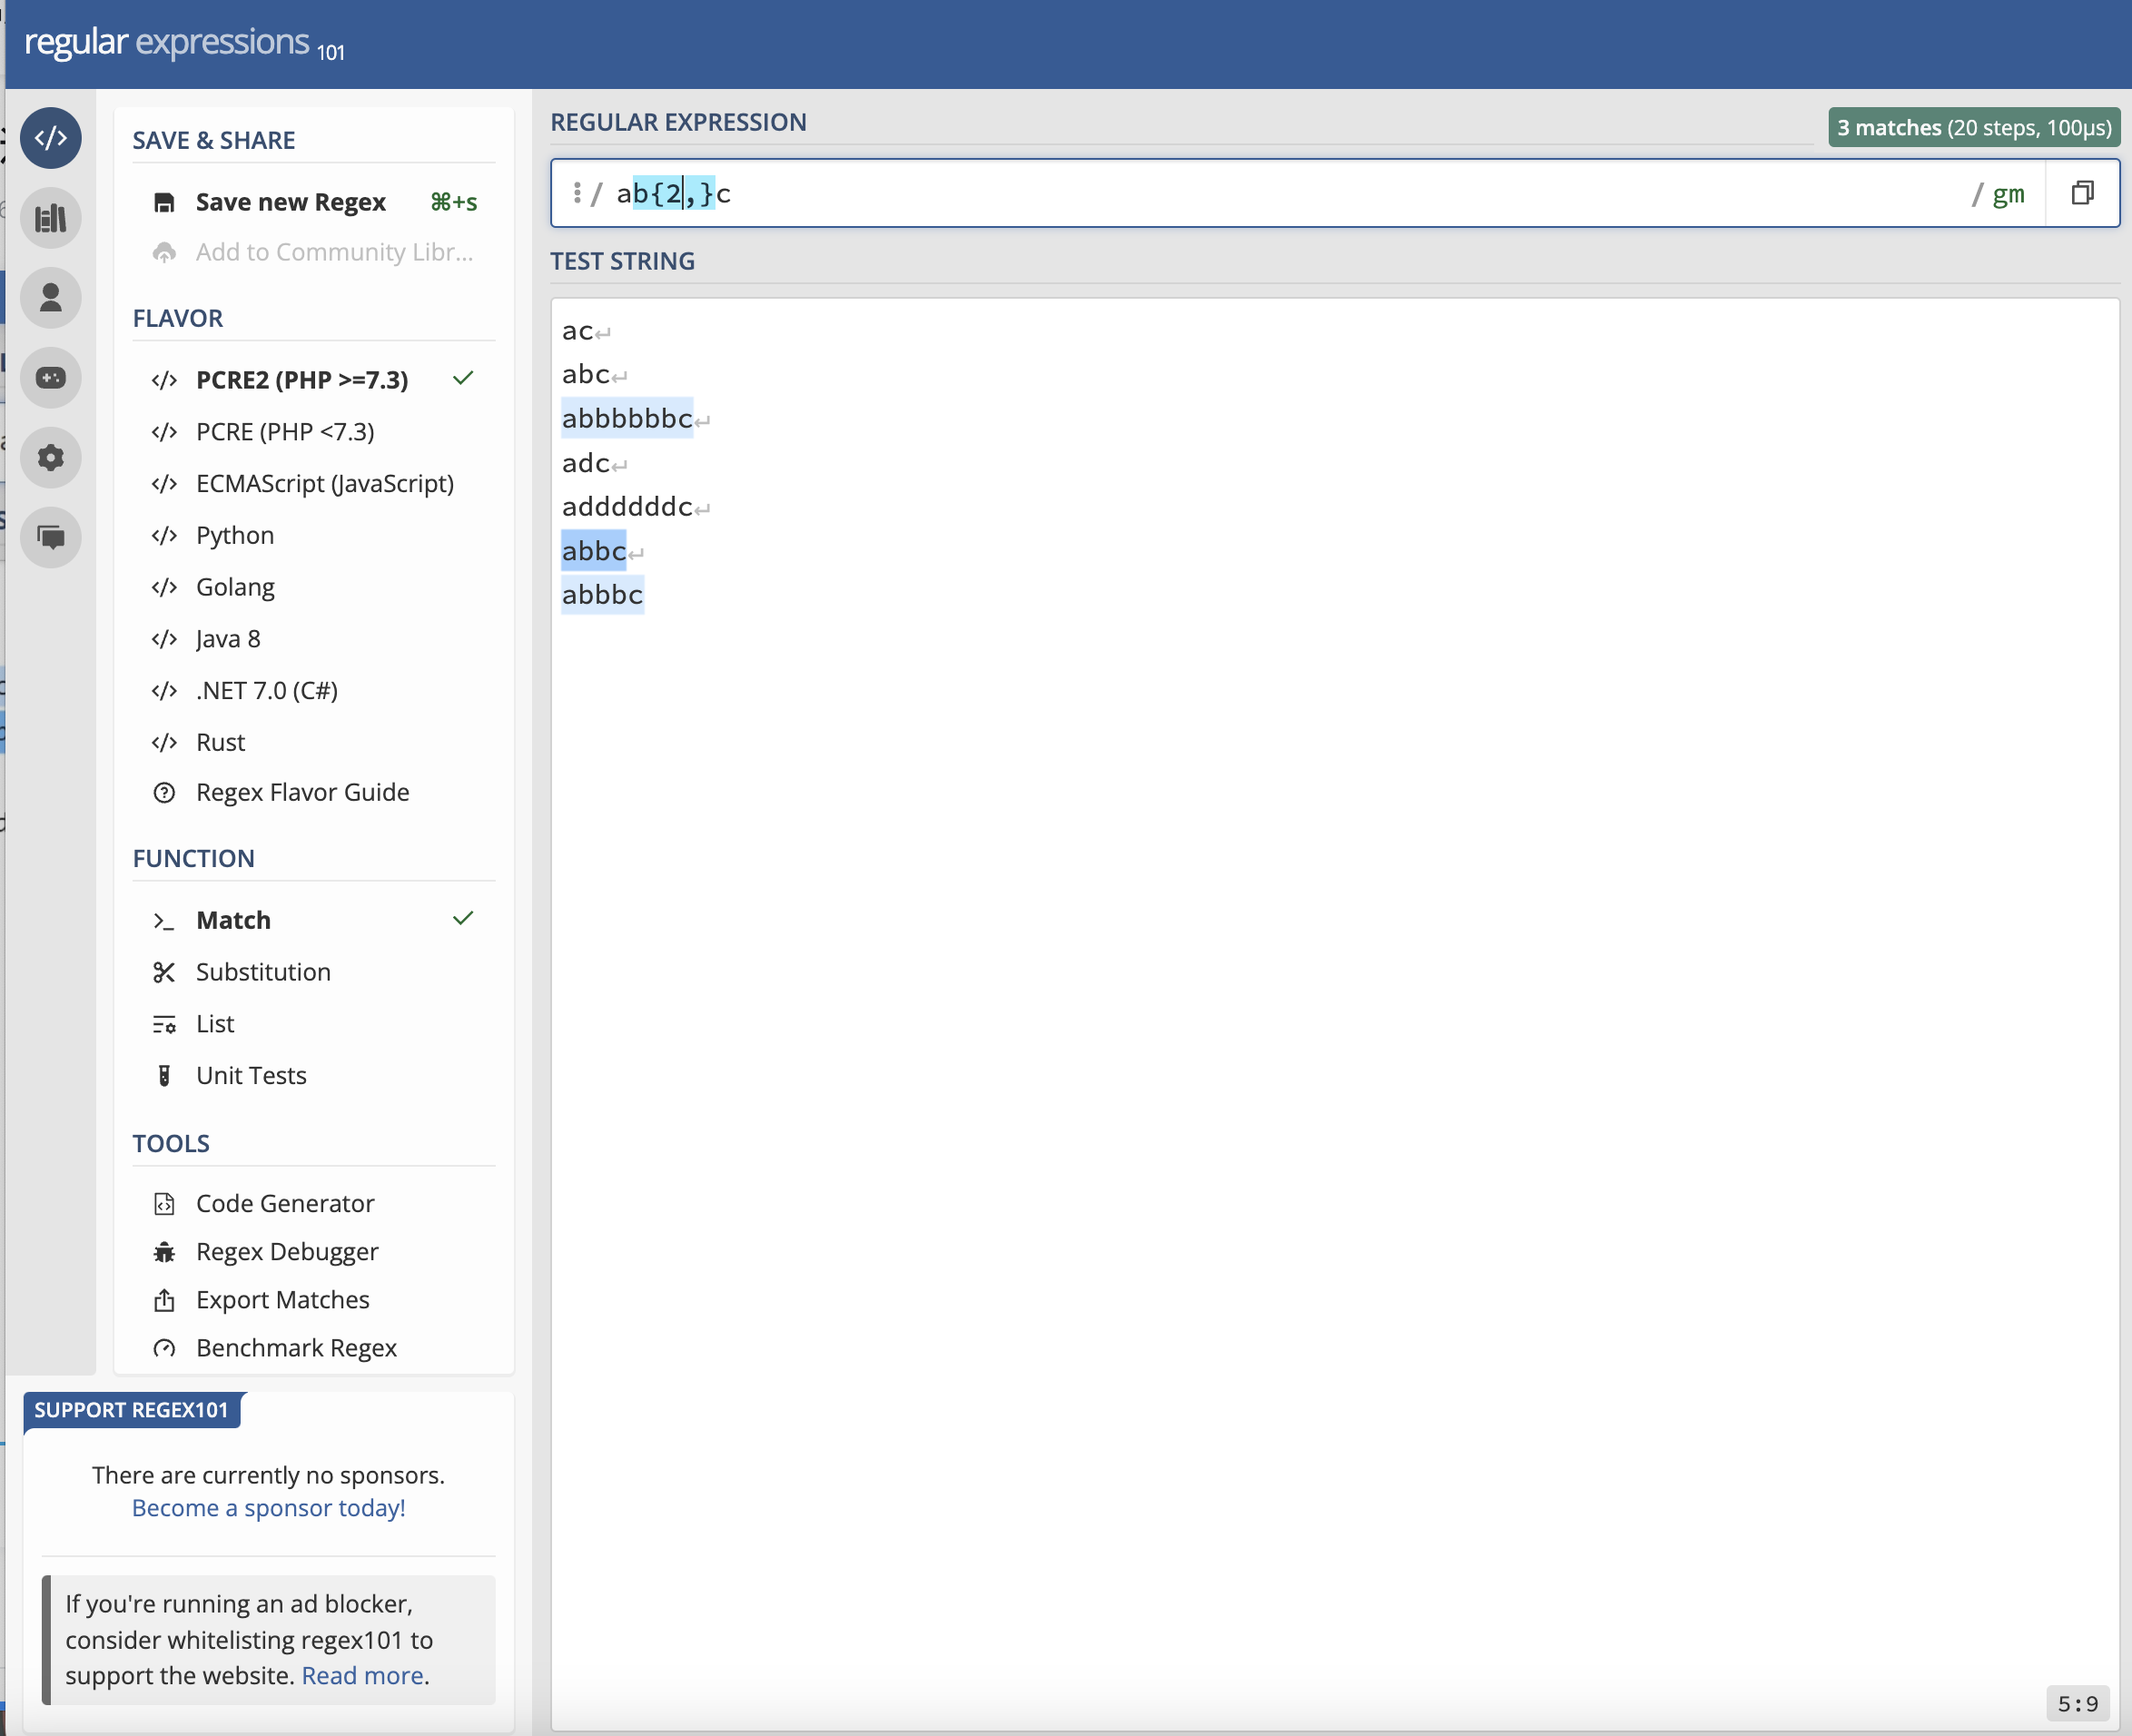 regular expressions 101
SAVE & SHARE
Save new Regex ⌘+s
Add to Community Libr...
FLAVOR
</> PCRE2 (PHP >=7.3)
</> PCRE (PHP <7.3)
</> ECMAScript (JavaScript)
</> Python
</> Golang
</> Java 8
</> .NET 7.0 (C#)
</> Rust
Regex Flavor Guide
FUNCTION
Match
Substitution
List
Unit Tests
TOOLS
Code Generator
Regex Debugger
Export Matches
Benchmark Regex
SUPPORT REGEX101
There are currently no sponsors.
Become a sponsor today!
If you're running an ad blocker,
consider whitelisting regex101 to
support the website. Read more.
REGULAR EXPRESSION
3 matches (20 steps, 100µs)
/ ab{2,}c / gm
TEST STRING
ac↵
abc↵
abbbbbbc↵
adc↵
addddddc↵
abbc↵
abbbc
5:9